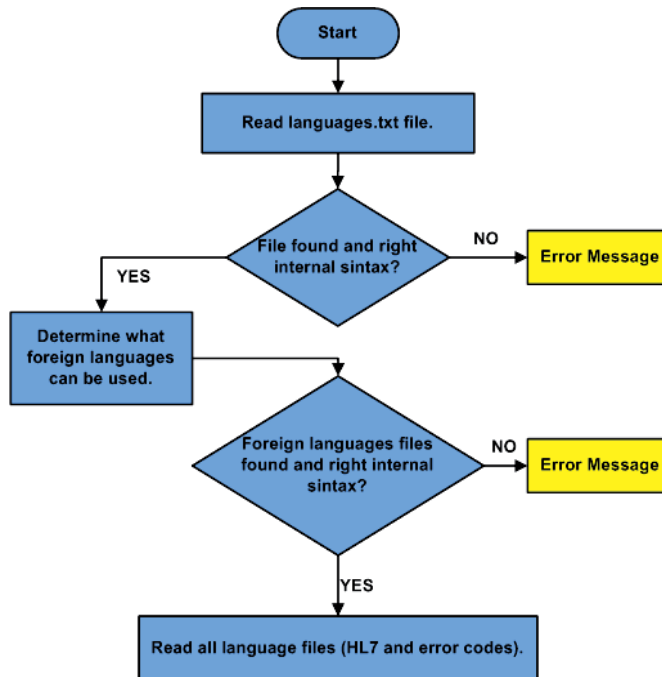 Start
Read languages.txt file.
File found and right
internal sintax?
NO
Error Message
YES
Determine what
foreign languages
can be used.
Foreign languages files
found and right internal
sintax?
NO
Error Message
YES
Read all language files (HL7 and error codes).